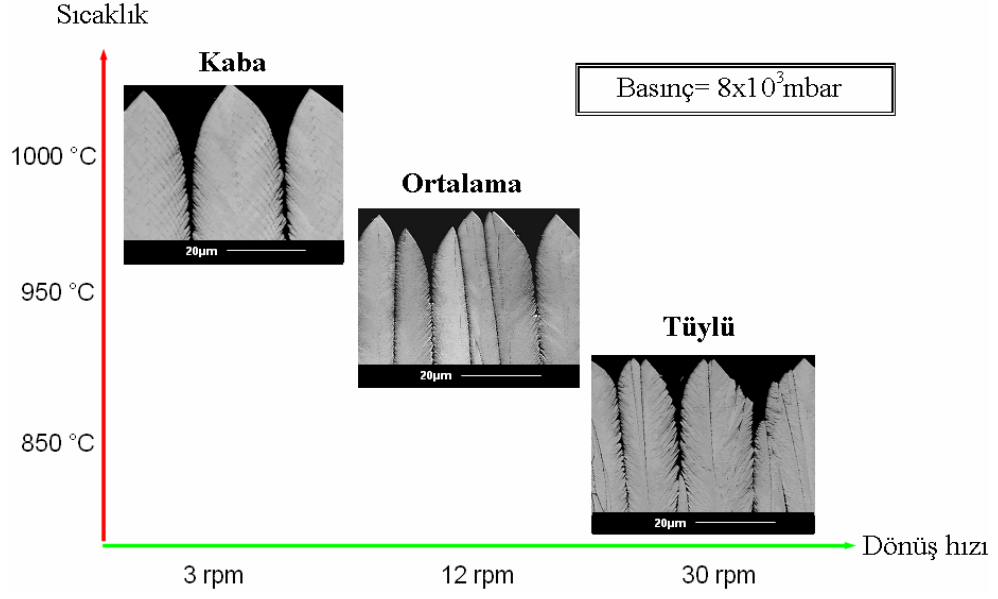 Sıcaklık
Kaba
Basınç= 8x10³mbar
1000 °C
Ortalama
20µm
950 °C
Tüylü
20µm
850 °C
20µm
Dönüş hızı
3 rpm
12 rpm
30 rpm